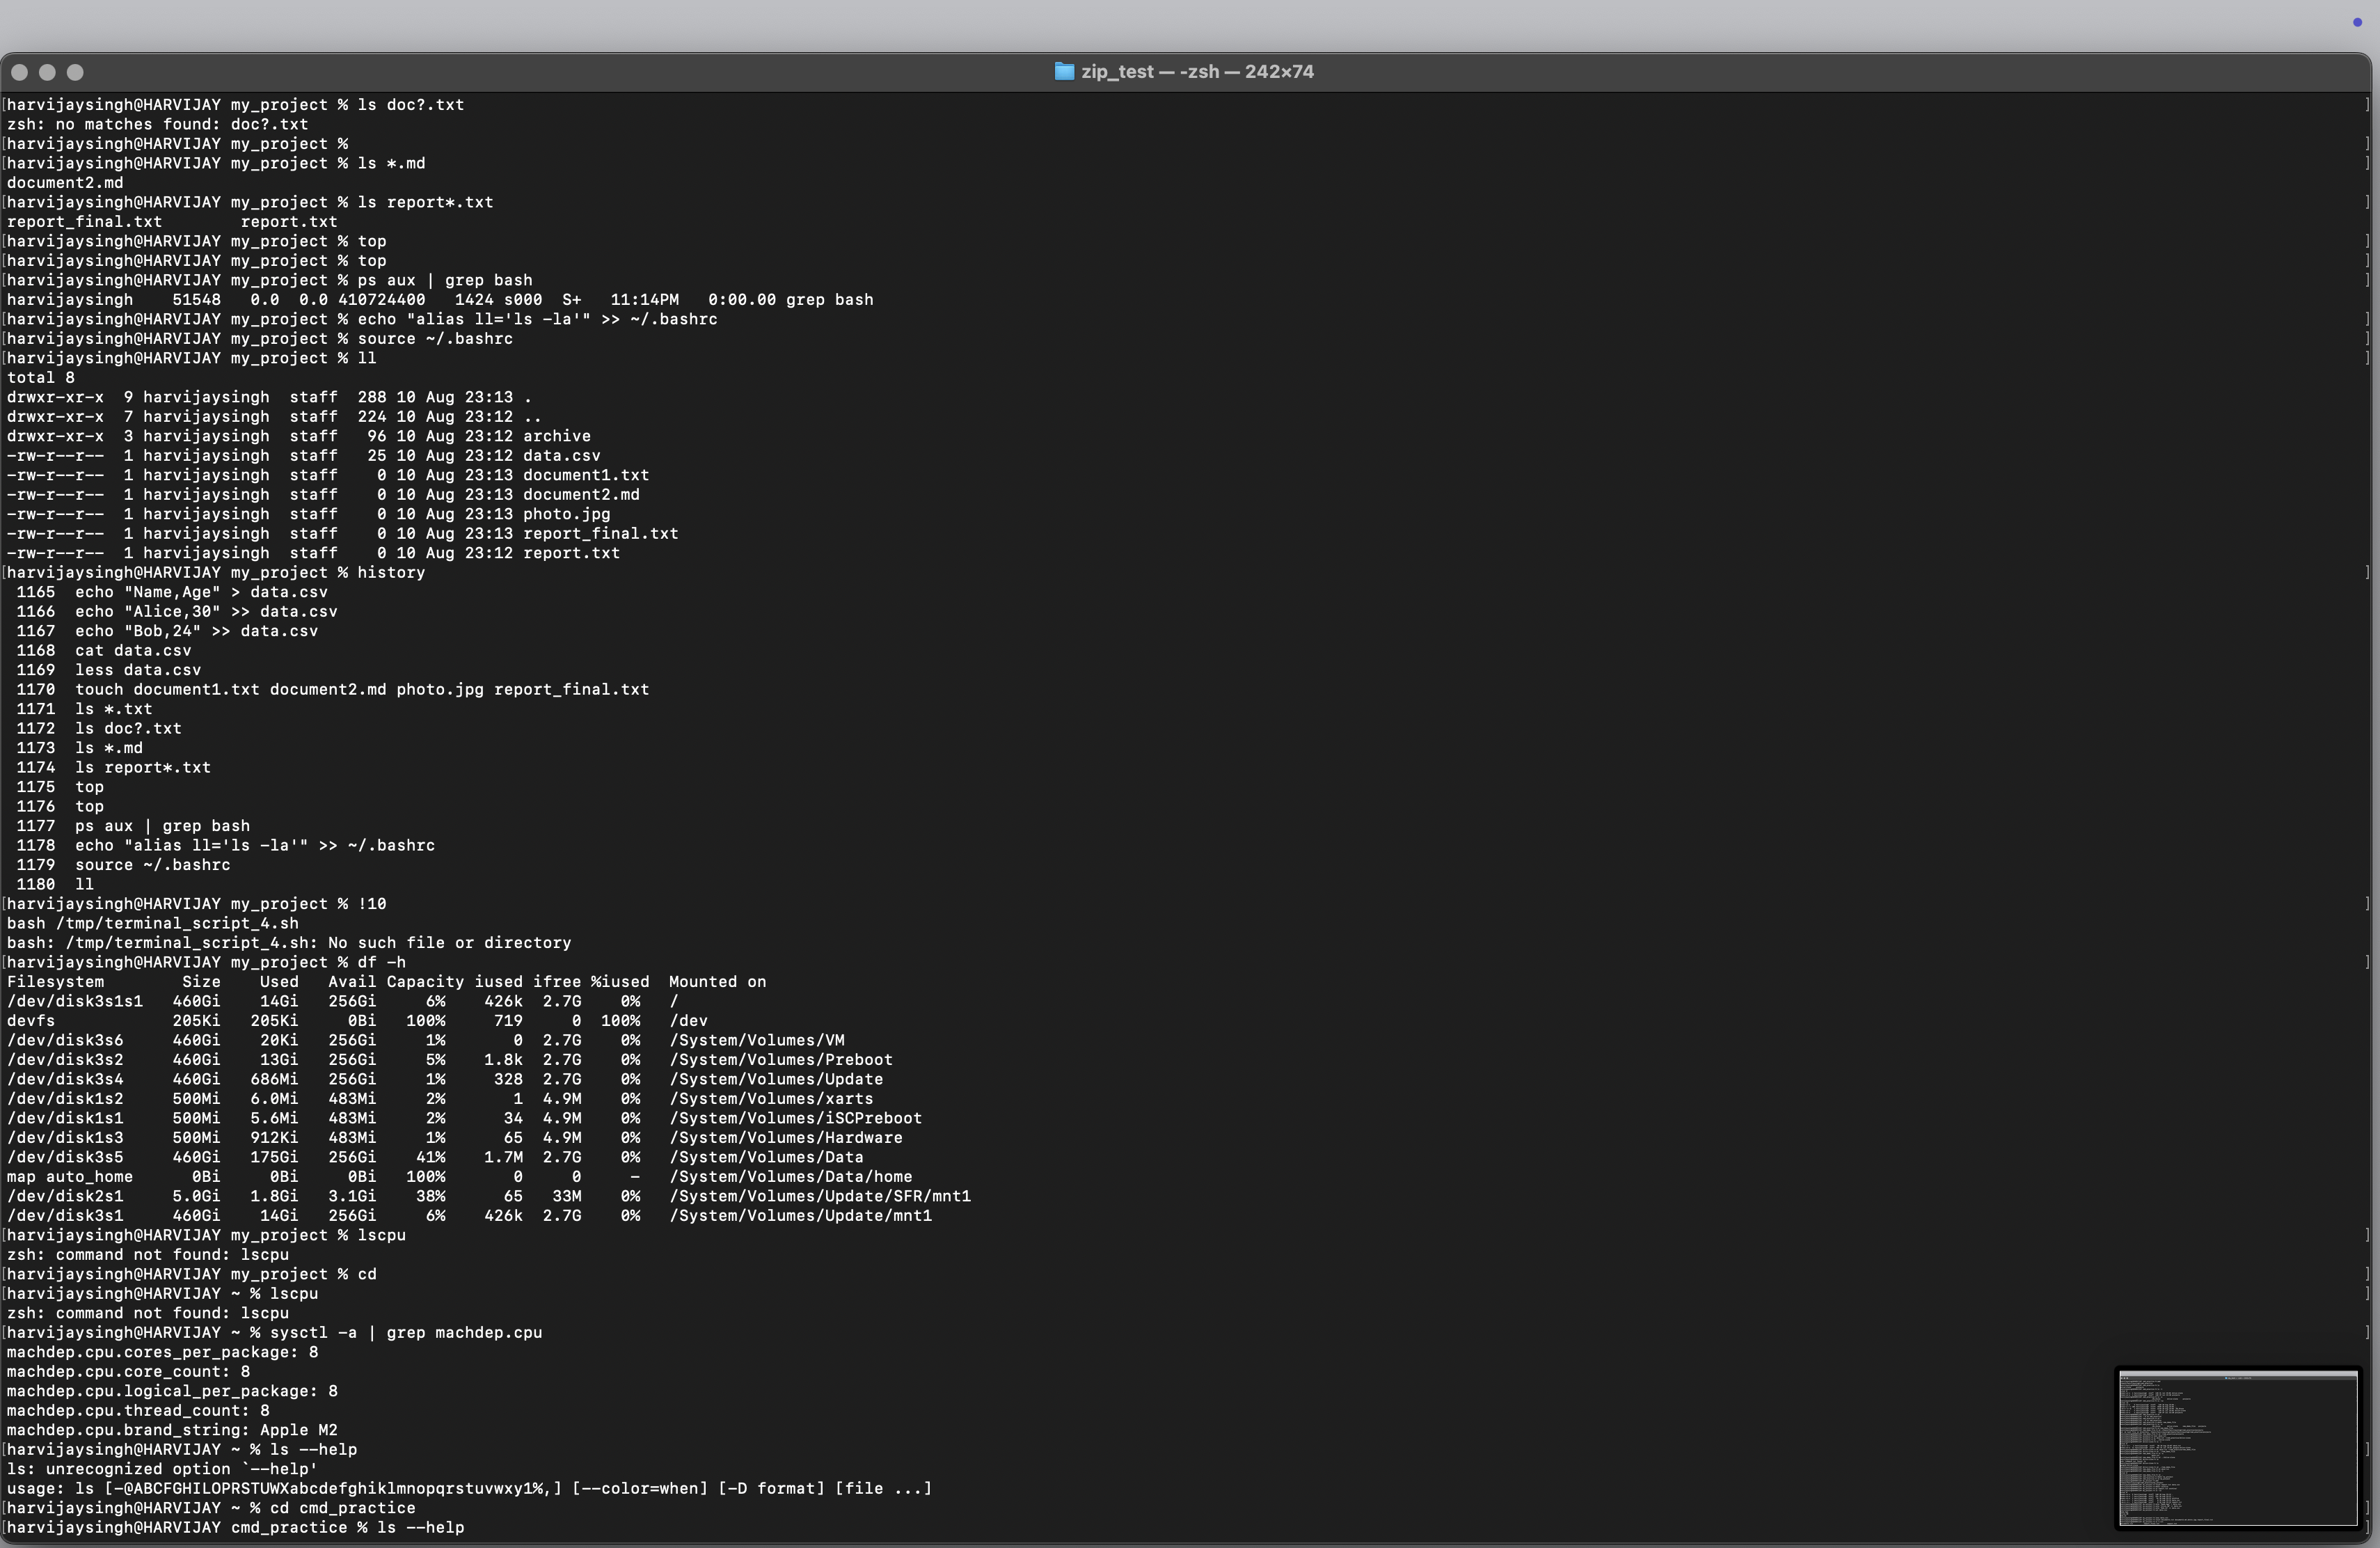 zip_test — -zsh — 242×74
harvijaysingh@HARVIJAY my_project % ls doc?.txt
zsh: no matches found: doc?.txt
harvijaysingh@HARVIJAY my_project %
harvijaysingh@HARVIJAY my_project % ls *.md
document2.md
harvijaysingh@HARVIJAY my_project % ls report*.txt
report_final.txt        report.txt
harvijaysingh@HARVIJAY my_project % top
harvijaysingh@HARVIJAY my_project % top
harvijaysingh@HARVIJAY my_project % ps aux | grep bash
harvijaysingh    51548   0.0  0.0 410724400   1424 s000  S+   11:14PM   0:00.00 grep bash
harvijaysingh@HARVIJAY my_project % echo "alias ll='ls -la'" >> ~/.bashrc
harvijaysingh@HARVIJAY my_project % source ~/.bashrc
harvijaysingh@HARVIJAY my_project % ll
total 8
drwxr-xr-x  9 harvijaysingh  staff  288 10 Aug 23:13 .
drwxr-xr-x  7 harvijaysingh  staff  224 10 Aug 23:12 ..
drwxr-xr-x  3 harvijaysingh  staff   96 10 Aug 23:12 archive
-rw-r--r--  1 harvijaysingh  staff   25 10 Aug 23:12 data.csv
-rw-r--r--  1 harvijaysingh  staff    0 10 Aug 23:13 document1.txt
-rw-r--r--  1 harvijaysingh  staff    0 10 Aug 23:13 document2.md
-rw-r--r--  1 harvijaysingh  staff    0 10 Aug 23:13 photo.jpg
-rw-r--r--  1 harvijaysingh  staff    0 10 Aug 23:13 report_final.txt
-rw-r--r--  1 harvijaysingh  staff    0 10 Aug 23:12 report.txt
harvijaysingh@HARVIJAY my_project % history
 1165  echo "Name,Age" > data.csv
 1166  echo "Alice,30" >> data.csv
 1167  echo "Bob,24" >> data.csv
 1168  cat data.csv
 1169  less data.csv
 1170  touch document1.txt document2.md photo.jpg report_final.txt
 1171  ls *.txt
 1172  ls doc?.txt
 1173  ls *.md
 1174  ls report*.txt
 1175  top
 1176  top
 1177  ps aux | grep bash
 1178  echo "alias ll='ls -la'" >> ~/.bashrc
 1179  source ~/.bashrc
 1180  ll
harvijaysingh@HARVIJAY my_project % !10
bash /tmp/terminal_script_4.sh
bash: /tmp/terminal_script_4.sh: No such file or directory
harvijaysingh@HARVIJAY my_project % df -h
Filesystem        Size    Used   Avail Capacity iused ifree %iused  Mounted on
/dev/disk3s1s1   460Gi    14Gi   256Gi     6%    426k  2.7G    0%   /
devfs            205Ki   205Ki     0Bi   100%     719     0  100%   /dev
/dev/disk3s6     460Gi    20Ki   256Gi     1%       0  2.7G    0%   /System/Volumes/VM
/dev/disk3s2     460Gi    13Gi   256Gi     5%    1.8k  2.7G    0%   /System/Volumes/Preboot
/dev/disk3s4     460Gi   686Mi   256Gi     1%     328  2.7G    0%   /System/Volumes/Update
/dev/disk1s2     500Mi   6.0Mi   483Mi     2%       1  4.9M    0%   /System/Volumes/xarts
/dev/disk1s1     500Mi   5.6Mi   483Mi     2%      34  4.9M    0%   /System/Volumes/iSCPreboot
/dev/disk1s3     500Mi   912Ki   483Mi     1%      65  4.9M    0%   /System/Volumes/Hardware
/dev/disk3s5     460Gi   175Gi   256Gi    41%    1.7M  2.7G    0%   /System/Volumes/Data
map auto_home      0Bi     0Bi     0Bi   100%       0     0     -   /System/Volumes/Data/home
/dev/disk2s1     5.0Gi   1.8Gi   3.1Gi    38%      65   33M    0%   /System/Volumes/Update/SFR/mnt1
/dev/disk3s1     460Gi    14Gi   256Gi     6%    426k  2.7G    0%   /System/Volumes/Update/mnt1
harvijaysingh@HARVIJAY my_project % lscpu
zsh: command not found: lscpu
harvijaysingh@HARVIJAY my_project % cd
harvijaysingh@HARVIJAY ~ % lscpu
zsh: command not found: lscpu
harvijaysingh@HARVIJAY ~ % sysctl -a | grep machdep.cpu
machdep.cpu.cores_per_package: 8
machdep.cpu.core_count: 8
machdep.cpu.logical_per_package: 8
machdep.cpu.thread_count: 8
machdep.cpu.brand_string: Apple M2
harvijaysingh@HARVIJAY ~ % ls --help
ls: unrecognized option `--help'
usage: ls [-@ABCFGHILOPRSTUWXabcdefghiklmnopqrstuvwxy1%,] [--color=when] [-D format] [file ...]
harvijaysingh@HARVIJAY ~ % cd cmd_practice
harvijaysingh@HARVIJAY cmd_practice % ls --help